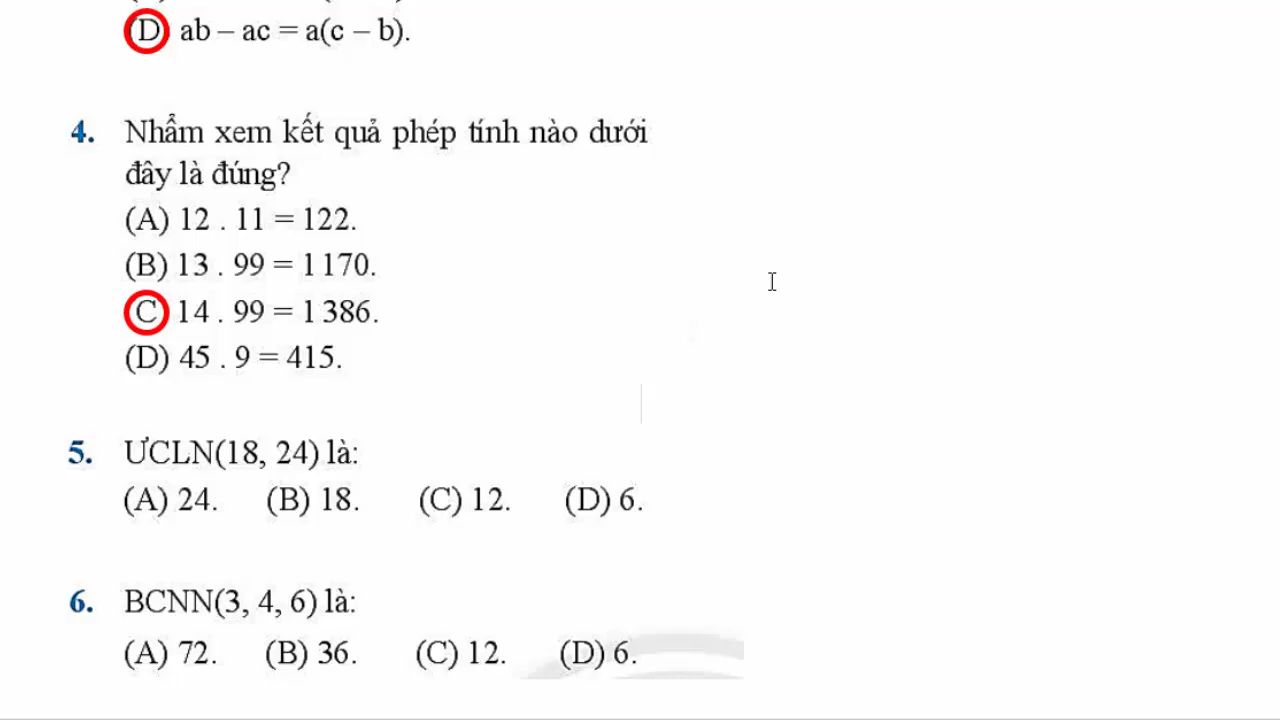 (D) ab – ac = a(c – b).
4. Nhẩm xem kết quả phép tính nào dưới
đây là đúng?
(A) 12 . 11 = 122.
(B) 13 . 99 = 1 170.
(C) 14 . 99 = 1 386.
(D) 45 . 9 = 415.
5. ƯCLN(18, 24) là:
(A) 24. (B) 18. (C) 12. (D) 6.
6. BCNN(3, 4, 6) là:
(A) 72. (B) 36. (C) 12. (D) 6.